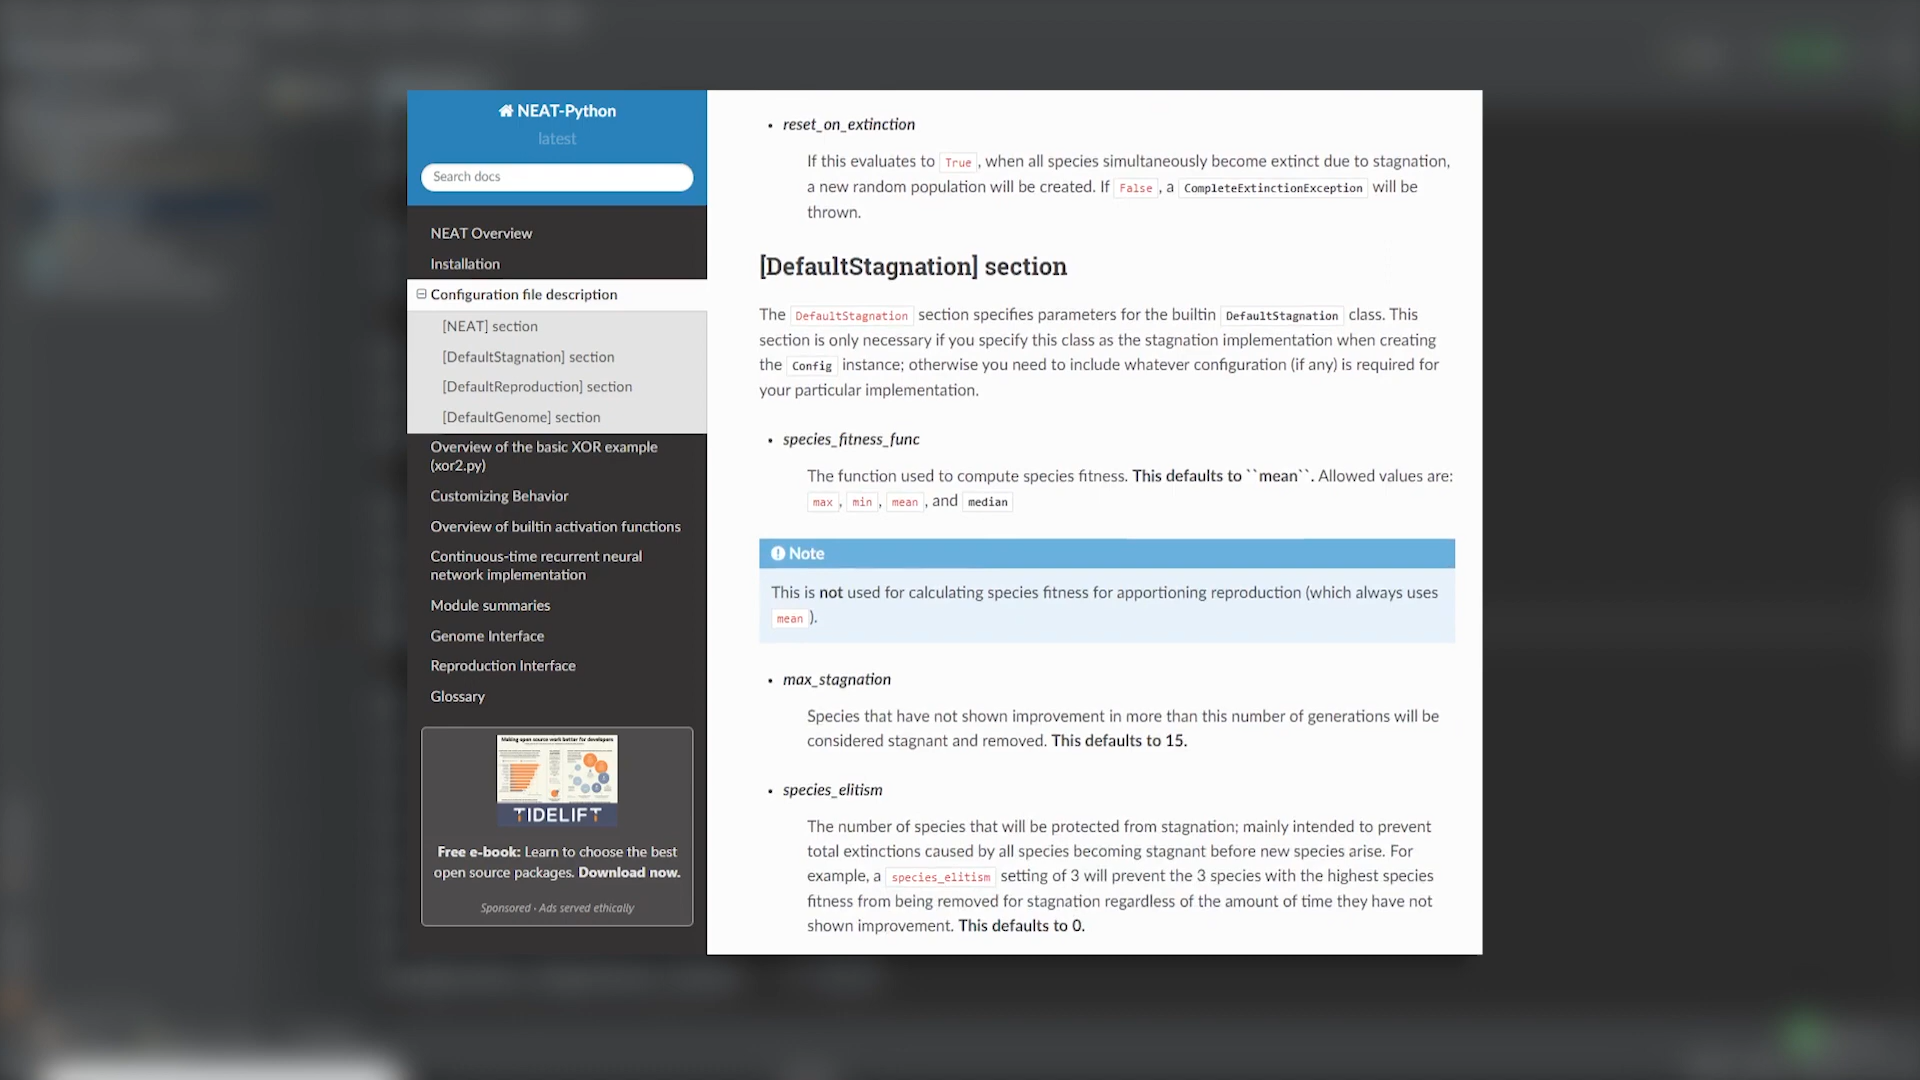 NEAT-Python
latest
Search docs
NEAT Overview
Installation
Configuration file description
[NEAT] section
[DefaultStagnation] section
[DefaultReproduction] section
[DefaultGenome] section
Overview of the basic XOR example
(xor2.py)
Customizing Behavior
Overview of builtin activation functions
Continuous-time recurrent neural
network implementation
Module summaries
Genome Interface
Reproduction Interface
Glossary
Making open source work better for developers
TIDELIFT
Free e-book: Learn to choose the best
open source packages. Download now.
Sponsored · Ads served ethically
• reset_on_extinction
If this evaluates to True , when all species simultaneously become extinct due to stagnation,
a new random population will be created. If False , a CompleteExtinctionException will be
thrown.
[DefaultStagnation] section
The DefaultStagnation section specifies parameters for the builtin DefaultStagnation class. This
section is only necessary if you specify this class as the stagnation implementation when creating
the Config instance; otherwise you need to include whatever configuration (if any) is required for
your particular implementation.
• species_fitness_func
The function used to compute species fitness. This defaults to ``mean``. Allowed values are:
max , min , mean , and median
Note
This is not used for calculating species fitness for apportioning reproduction (which always uses
mean ).
• max_stagnation
Species that have not shown improvement in more than this number of generations will be
considered stagnant and removed. This defaults to 15.
• species_elitism
The number of species that will be protected from stagnation; mainly intended to prevent
total extinctions caused by all species becoming stagnant before new species arise. For
example, a species_elitism setting of 3 will prevent the 3 species with the highest species
fitness from being removed for stagnation regardless of the amount of time they have not
shown improvement. This defaults to 0.